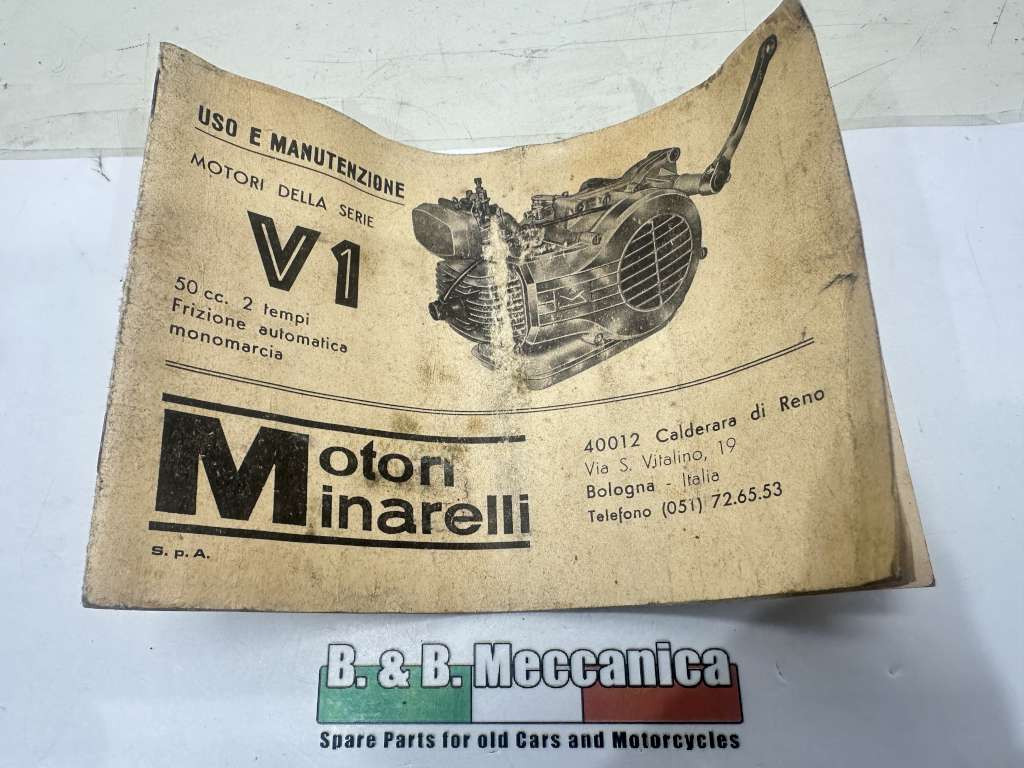 USO E MANUTENZIONE
MOTORI DELLA SERIE
V1
50 cc. 2 tempi
Frizione automatica
monomarcia
Motori
Minarelli
S.p.A.
40012 Calderara di Reno
Via S. Vitalino, 19
Bologna - Italia
Telefono (051) 72.65.53
B. & B. Meccanica
Spare Parts for old Cars and Motorcycles